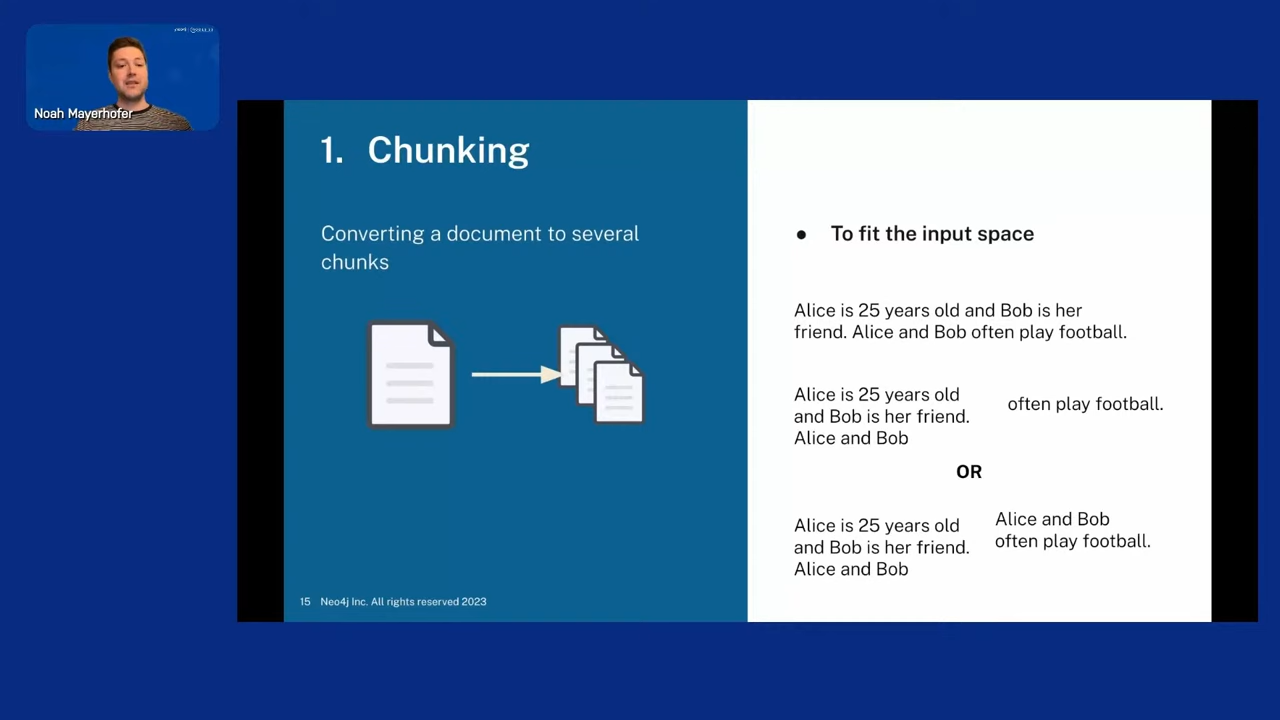 Noah Mayerhofer
1. Chunking
Converting a document to several
chunks
15 Neo4j Inc. All rights reserved 2023
● To fit the input space
Alice is 25 years old and Bob is her
friend. Alice and Bob often play football.
Alice is 25 years old
and Bob is her friend.
Alice and Bob
often play football.
OR
Alice is 25 years old
and Bob is her friend.
Alice and Bob
Alice and Bob
often play football.